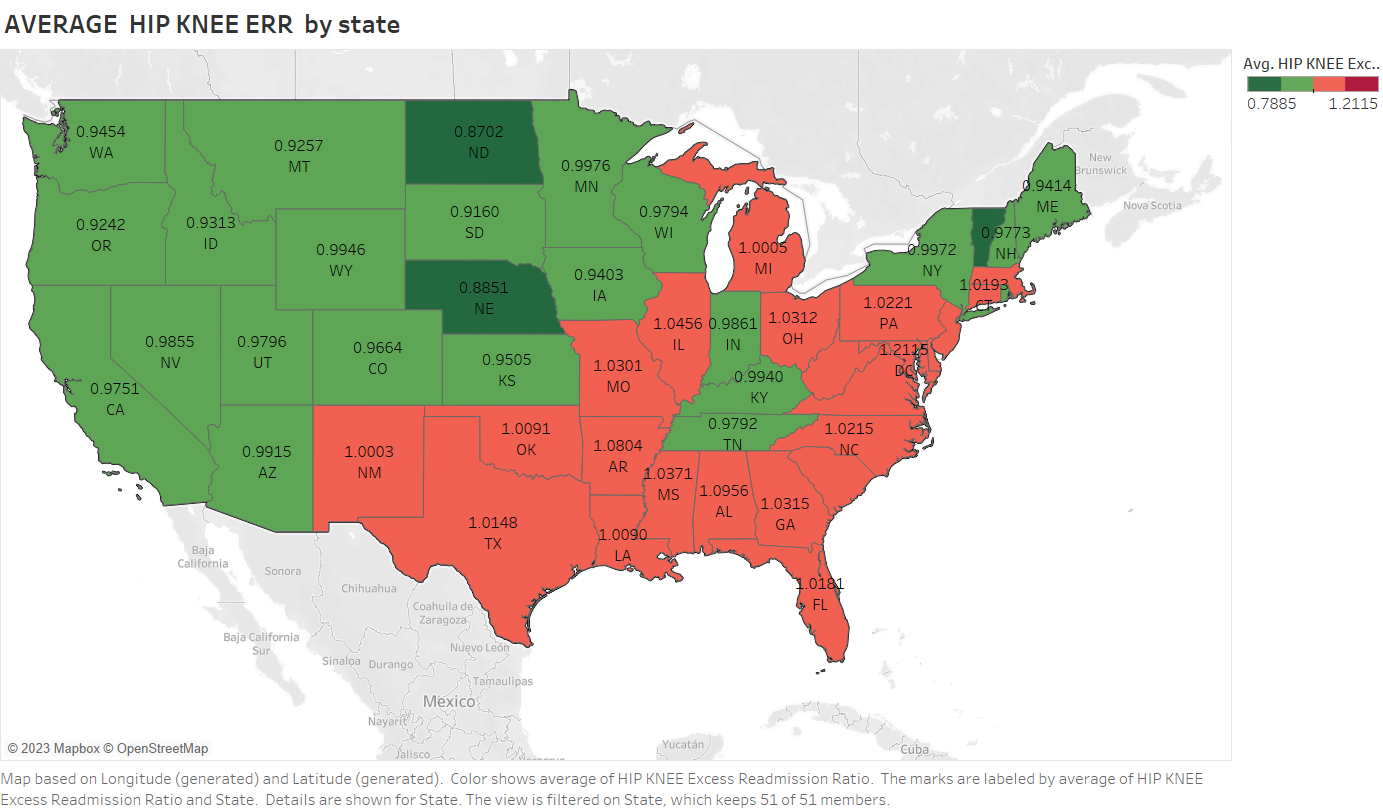 AVERAGE HIP KNEE ERR by state
Avg. HIP KNEE Exc..
0.7885 1.2115
0.9454
WA
0.9257
MT
0.8702
ND
0.9976
MN
0.9242
OR
0.9313
ID
0.9946
WY
0.9160
SD
0.9794
WI
1.0005
MI
0.9972
NY
0.9773
NH
0.9414
ME
New
Brunswick
Nova Scotia
0.8851
NE
0.9403
IA
1.0193
CT
0.9855
NV
0.9796
UT
0.9664
CO
0.9505
KS
1.0301
MO
1.0456
IL
0.9861
IN
1.0312
OH
1.0221
PA
1.2115
DC
0.9751
CA
0.9940
KY
0.9792
TN
1.0215
NC
0.9915
AZ
1.0003
NM
1.0091
OK
1.0804
AR
1.0371
MS
1.0956
AL
1.0315
GA
1.0148
TX
1.0090
LA
1.0181
FL
Baja
California
Sonora
Chihuahua
Coahuila de
Zaragoza
Baja California
Sur
Sinaloa
Durango
Nuevo León
Tamaulipas
Mexico
Nayarit
Jalisco
Veracruz
Yucatán
Cuba
© 2023 Mapbox © OpenStreetMap
Map based on Longitude (generated) and Latitude (generated). Color shows average of HIP KNEE Excess Readmission Ratio. The marks are labeled by average of HIP KNEE
Excess Readmission Ratio and State. Details are shown for State. The view is filtered on State, which keeps 51 of 51 members.